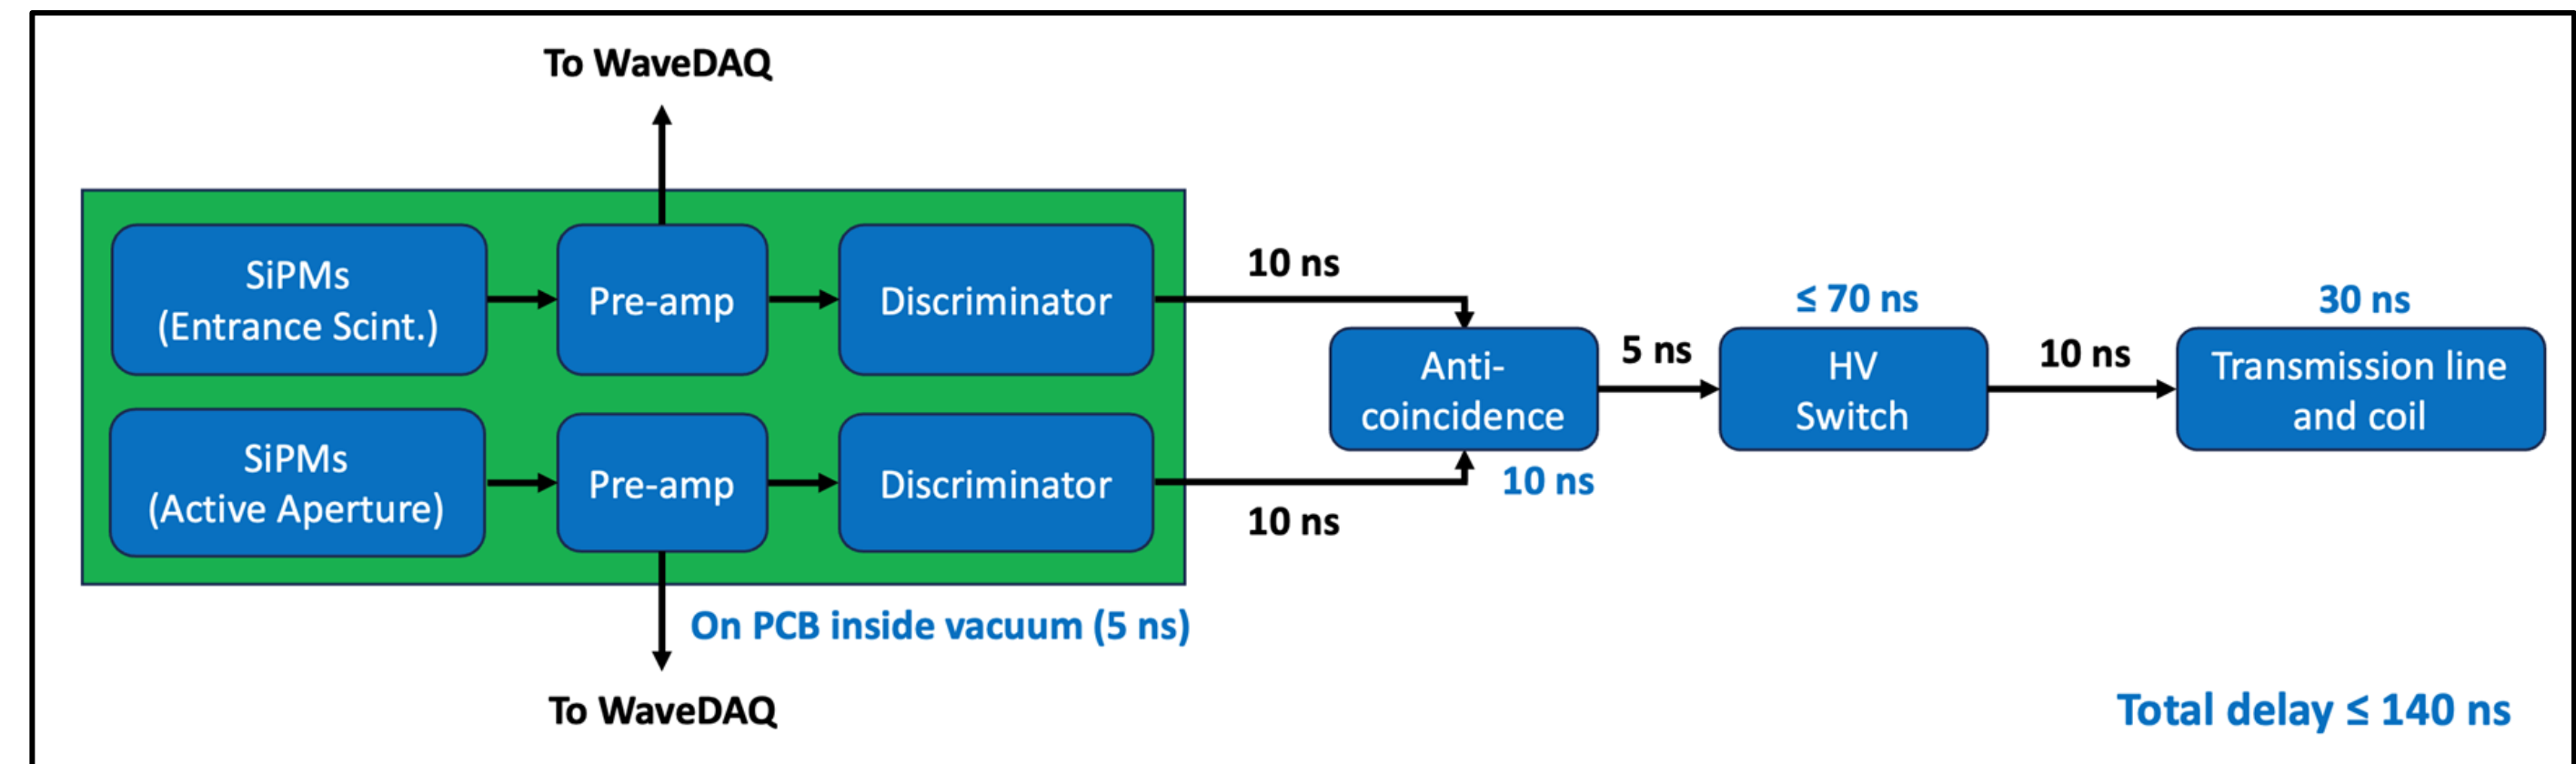 To WaveDAQ
SiPMs
(Entrance Scint.)
Pre-amp
Discriminator
10 ns
SiPMs
(Active Aperture)
Pre-amp
Discriminator
10 ns
On PCB inside vacuum (5 ns)
To WaveDAQ
Anti-
coincidence
10 ns
5 ns
≤ 70 ns
HV
Switch
10 ns
30 ns
Transmission line
and coil
Total delay ≤ 140 ns